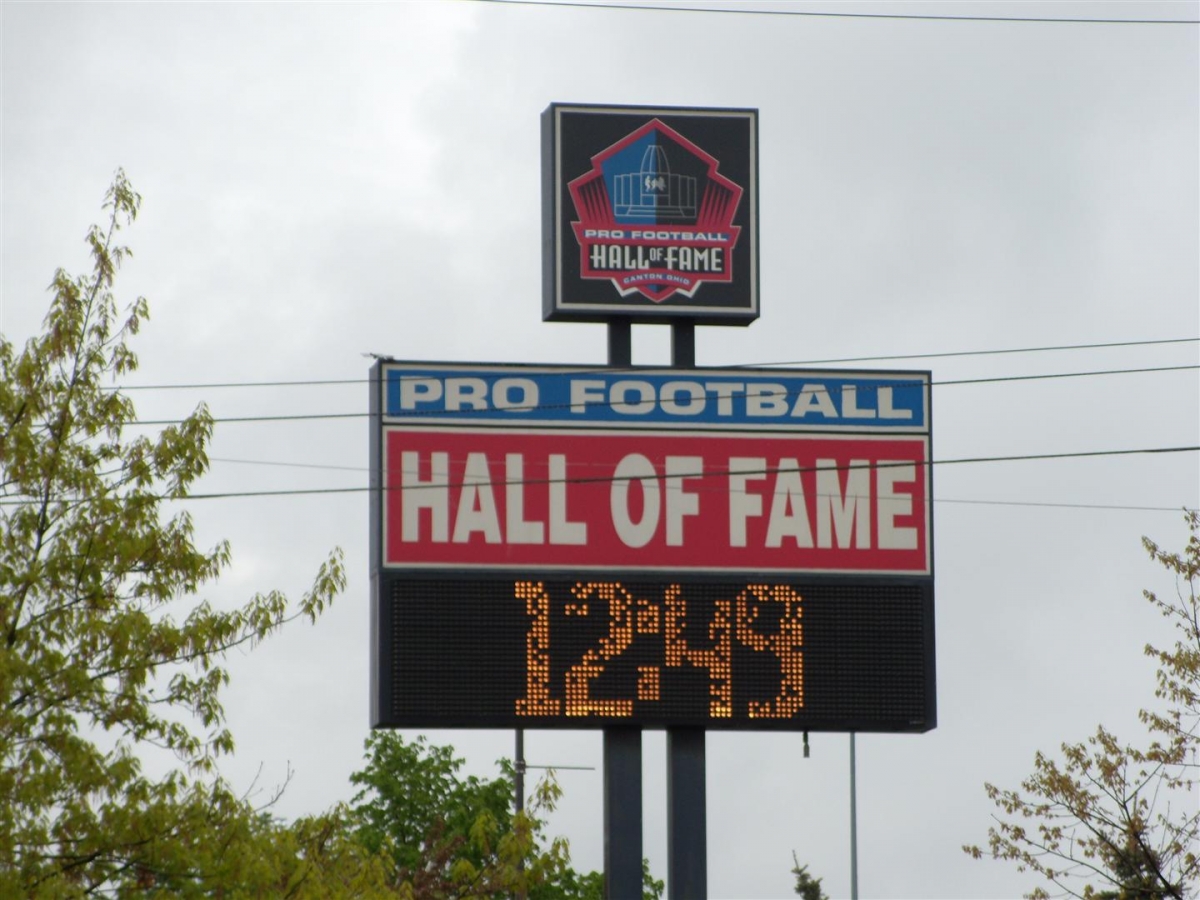 PRO FOOTBALL
HALL OF FAME
CANTON OHIO
PRO FOOTBALL
HALL OF FAME
12:49